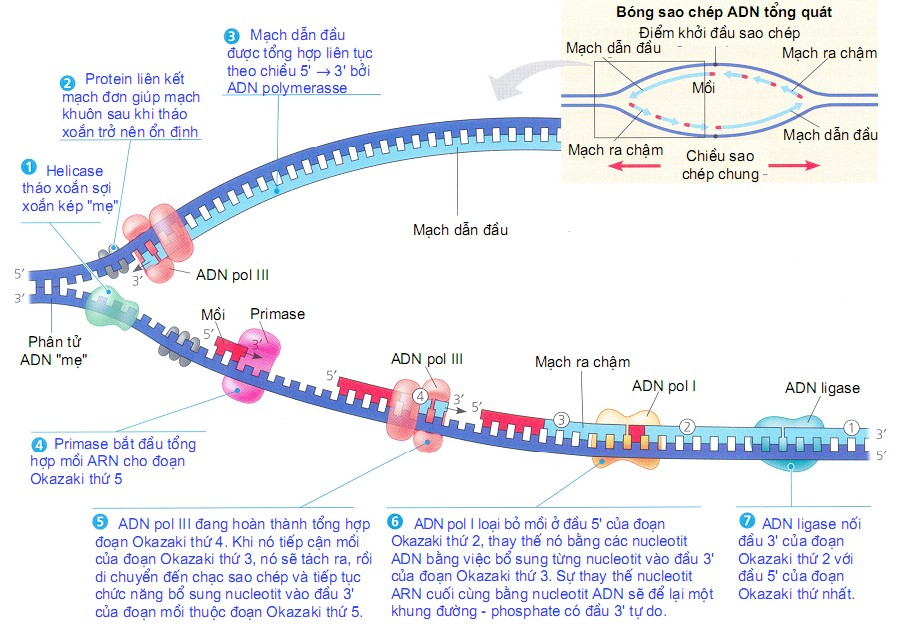 Bóng sao chép ADN tổng quát
Điểm khởi đầu sao chép
Mạch dẫn đầu
Mạch ra chậm
Mồi
Mạch ra chậm
Mạch dẫn đầu
Chiều sao
chép chung
3 Mạch dẫn đầu
được tổng hợp liên tục
theo chiều 5' → 3' bởi
ADN polymerasse
2 Protein liên kết
mạch đơn giúp mạch
khuôn sau khi tháo
xoắn trở nên ổn định
1 Helicase
tháo xoắn sợi
xoắn kép "mẹ"
Mạch dẫn đầu
ADN pol III
3'
5'
3'
Phân tử
ADN "mẹ"
Mồi
Primase
5'
3'
ADN pol III
5'
4
3'
5'
Mạch ra chậm
ADN pol I
ADN ligase
3
2
1
3'
5'
4 Primase bắt đầu tổng
hợp mồi ARN cho đoạn
Okazaki thứ 5
5 ADN pol III đang hoàn thành tổng hợp
đoạn Okazaki thứ 4. Khi nó tiếp cận mồi
của đoạn Okazaki thứ 3, nó sẽ tách ra, rồi
di chuyển đến chạc sao chép và tiếp tục
chức năng bổ sung nucleotit vào đầu 3'
của đoạn mồi thuộc đoạn Okazaki thứ 5.
6 ADN pol I loại bỏ mồi ở đầu 5' của đoạn
Okazaki thứ 2, thay thế nó bằng các nucleotit
ADN bằng việc bổ sung từng nucleotit vào đầu 3'
của đoạn Okazaki thứ 3. Sự thay thế nucleotit
ARN cuối cùng bằng nucleotit ADN sẽ để lại một
khung đường - phosphate có đầu 3' tự do.
7 ADN ligase nối
đầu 3' của đoạn
Okazaki thứ 2 với
đầu 5' của đoạn
Okazaki thứ nhất.